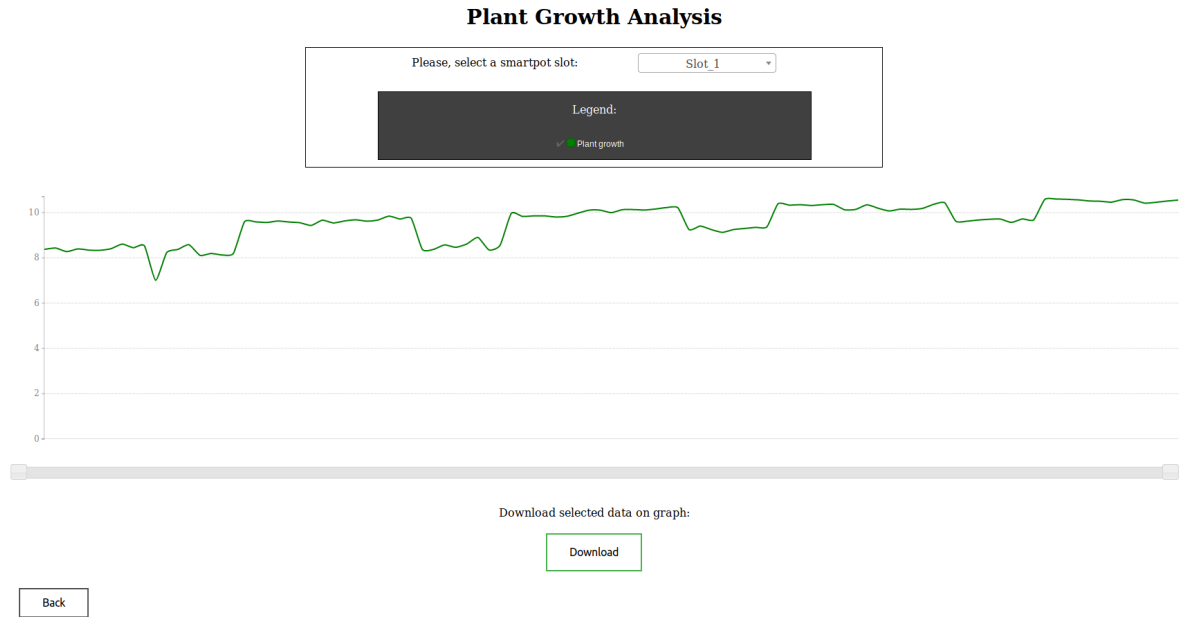 Plant Growth Analysis
Please, select a smartpot slot:
Slot_1
Legend:
Plant growth
10
8
6
4
2
0
Download selected data on graph:
Download
Back